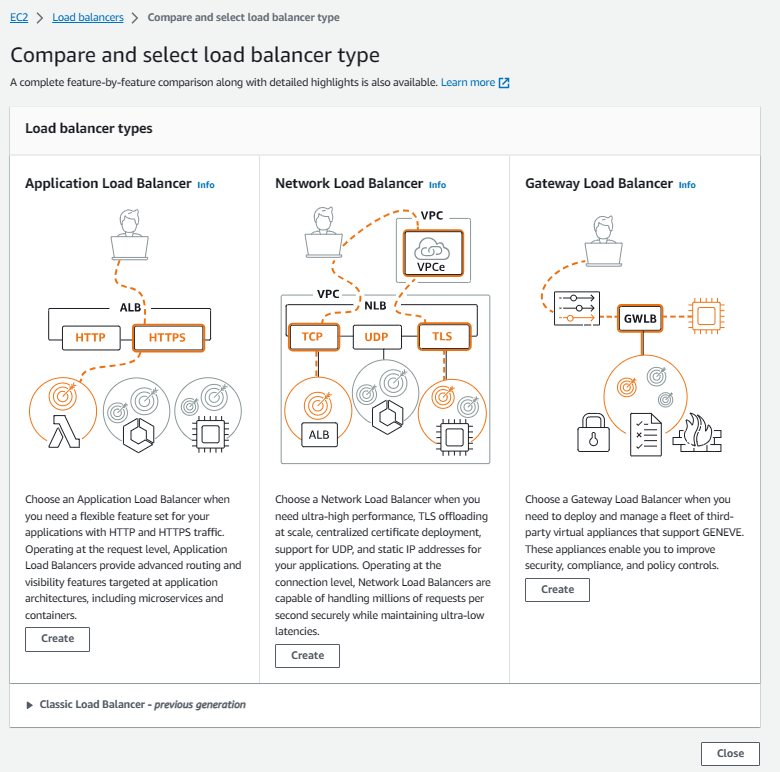 EC2 > Load balancers > Compare and select load balancer type
Compare and select load balancer type
A complete feature-by-feature comparison along with detailed highlights is also available. Learn more
Load balancer types
Application Load Balancer Info
ALB
HTTP HTTPS
Choose an Application Load Balancer when
you need a flexible feature set for your
applications with HTTP and HTTPS traffic.
Operating at the request level, Application
Load Balancers provide advanced routing and
visibility features targeted at application
architectures, including microservices and
containers.
Create
Network Load Balancer Info
VPC
VPCe
VPC
NLB
TCP UDP TLS
ALB
Choose a Network Load Balancer when you
need ultra-high performance, TLS offloading
at scale, centralized certificate deployment,
support for UDP, and static IP addresses for
your applications. Operating at the
connection level, Network Load Balancers are
capable of handling millions of requests per
second securely while maintaining ultra-low
latencies.
Create
Gateway Load Balancer Info
GWLB
Choose a Gateway Load Balancer when you
need to deploy and manage a fleet of third-
party virtual appliances that support GENEVE.
These appliances enable you to improve
security, compliance, and policy controls.
Create
Classic Load Balancer - previous generation
Close